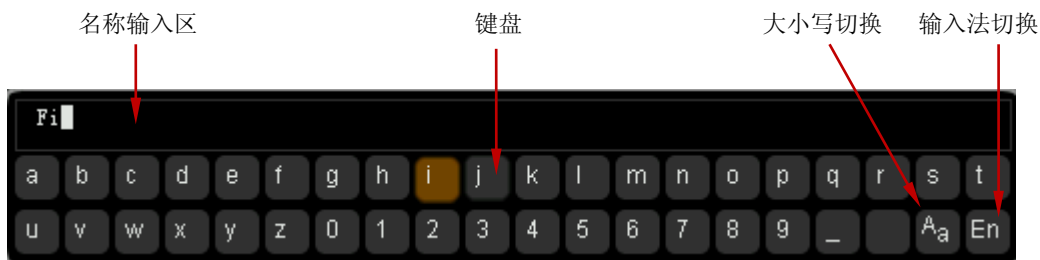 名称输入区 键盘 大小写切换 输入法切换
Fi
a b c d e f g h i j k l m n o p q r s t
u v w x y z 0 1 2 3 4 5 6 7 8 9 _ Aa En